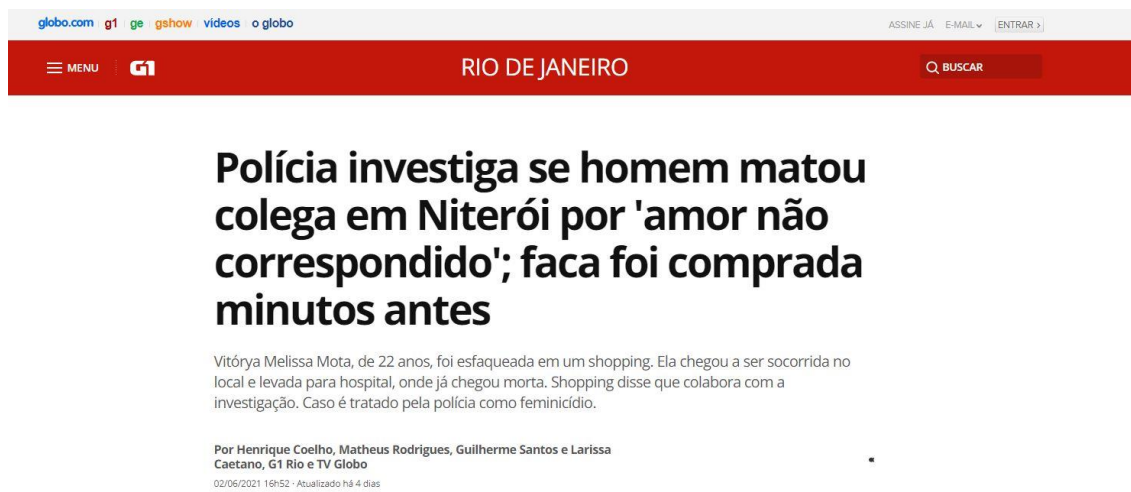 globo.com g1 ge gshow vídeos o globo ASSINE JÁ E-MAIL ENTRAR >
MENU G1 RIO DE JANEIRO BUSCAR
Polícia investiga se homem matou
colega em Niterói por 'amor não
correspondido'; faca foi comprada
minutos antes
Vitórya Melissa Mota, de 22 anos, foi esfaqueada em um shopping. Ela chegou a ser socorrida no
local e levada para hospital, onde já chegou morta. Shopping disse que colabora com a
investigação. Caso é tratado pela polícia como feminicídio.
Por Henrique Coelho, Matheus Rodrigues, Guilherme Santos e Larissa
Caetano, G1 Rio e TV Globo
02/06/2021 16h52 · Atualizado há 4 dias